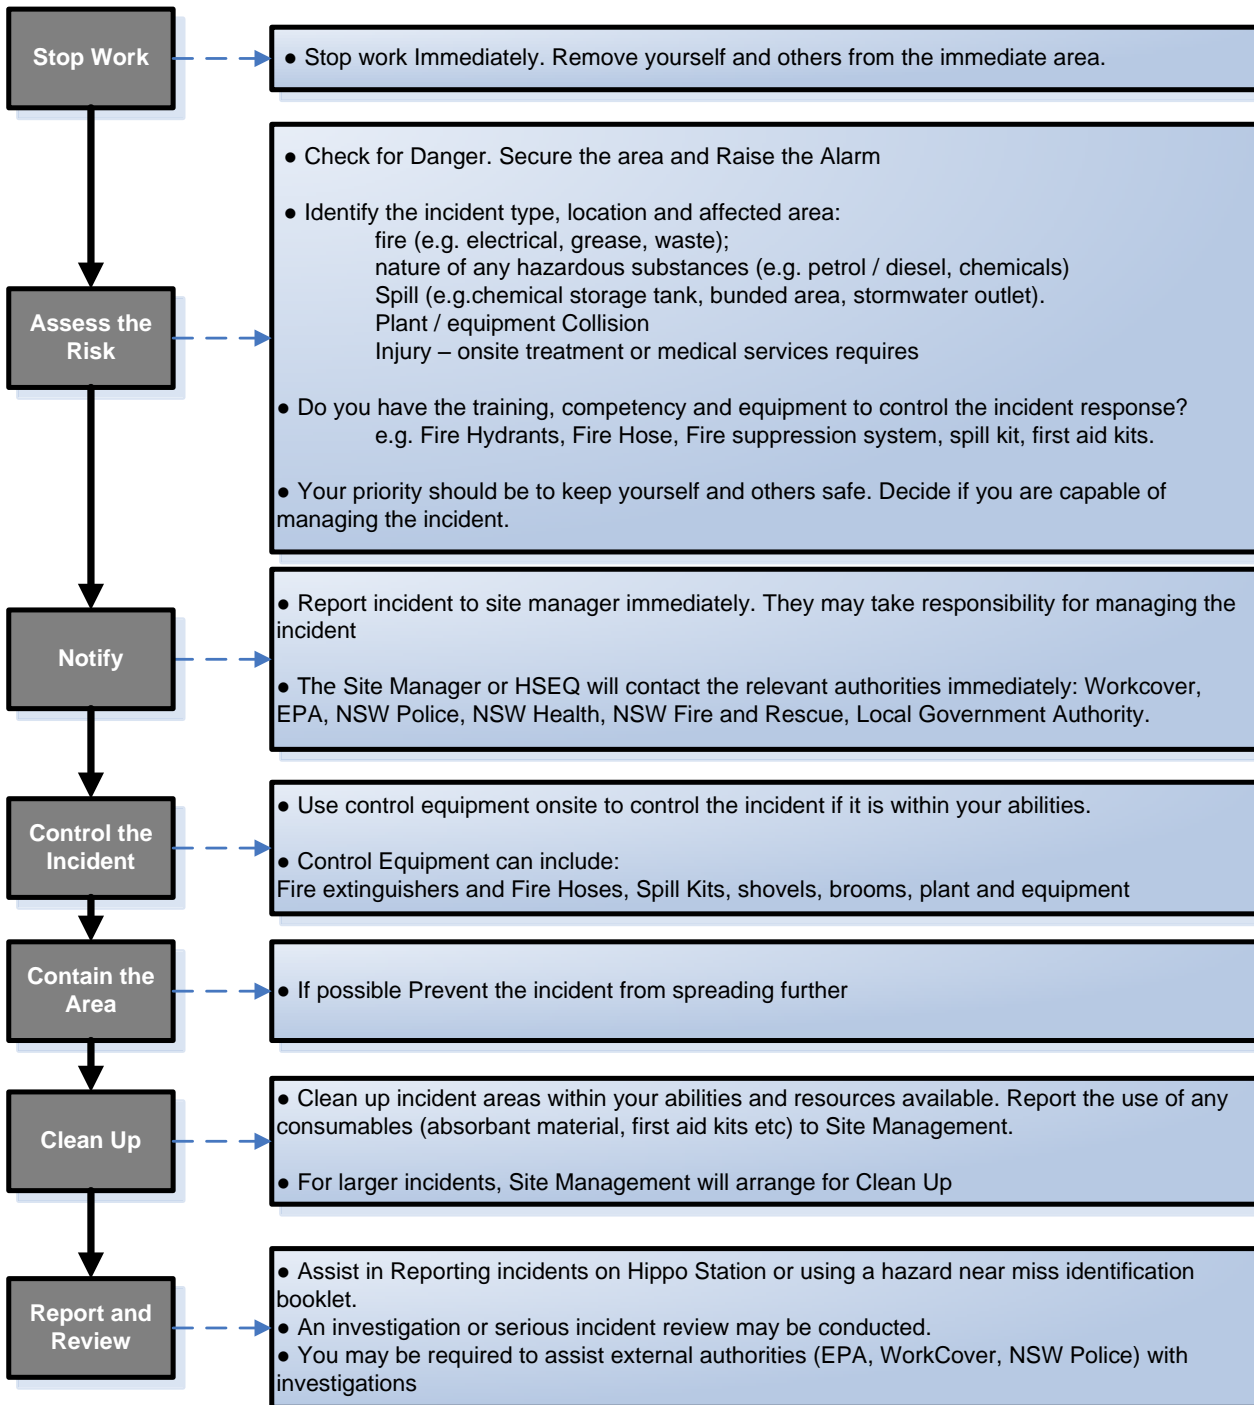 Stop Work
● Stop work Immediately. Remove yourself and others from the immediate area.
● Check for Danger. Secure the area and Raise the Alarm
● Identify the incident type, location and affected area:
fire (e.g. electrical, grease, waste);
nature of any hazardous substances (e.g. petrol / diesel, chemicals)
Spill (e.g.chemical storage tank, bunded area, stormwater outlet).
Plant / equipment Collision
Injury – onsite treatment or medical services requires
Assess the
Risk
● Do you have the training, competency and equipment to control the incident response?
e.g. Fire Hydrants, Fire Hose, Fire suppression system, spill kit, first aid kits.
● Your priority should be to keep yourself and others safe. Decide if you are capable of
managing the incident.
Notify
● Report incident to site manager immediately. They may take responsibility for managing the
incident
● The Site Manager or HSEQ will contact the relevant authorities immediately: Workcover,
EPA, NSW Police, NSW Health, NSW Fire and Rescue, Local Government Authority.
Control the
Incident
● Use control equipment onsite to control the incident if it is within your abilities.
● Control Equipment can include:
Fire extinguishers and Fire Hoses, Spill Kits, shovels, brooms, plant and equipment
Contain the
Area
● If possible Prevent the incident from spreading further
Clean Up
● Clean up incident areas within your abilities and resources available. Report the use of any
consumables (absorbant material, first aid kits etc) to Site Management.
● For larger incidents, Site Management will arrange for Clean Up
Report and
Review
● Assist in Reporting incidents on Hippo Station or using a hazard near miss identification
booklet.
● An investigation or serious incident review may be conducted.
● You may be required to assist external authorities (EPA, WorkCover, NSW Police) with
investigations